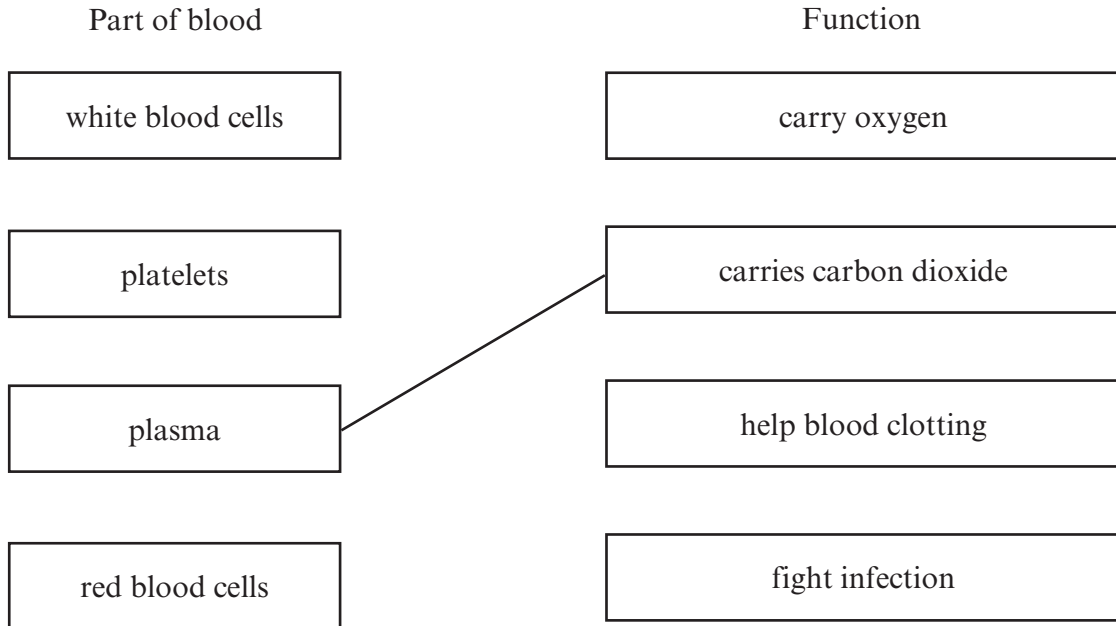 Part of blood
Function
white blood cells
carry oxygen
platelets
carries carbon dioxide
plasma
help blood clotting
red blood cells
fight infection